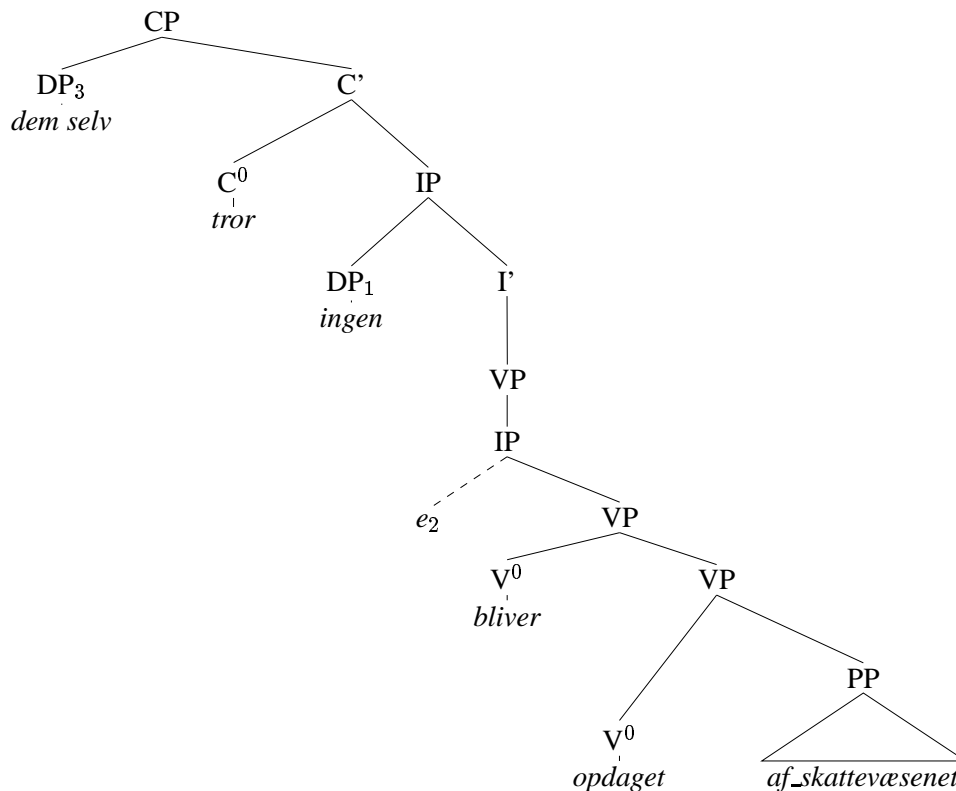 CP
DP₃ C’
dem selv
C⁰ IP
tror
DP₁ I’
ingen
VP
IP
e₂ VP
V⁰ VP
bliver
PP
V⁰
opdaget af_skattevæsenet